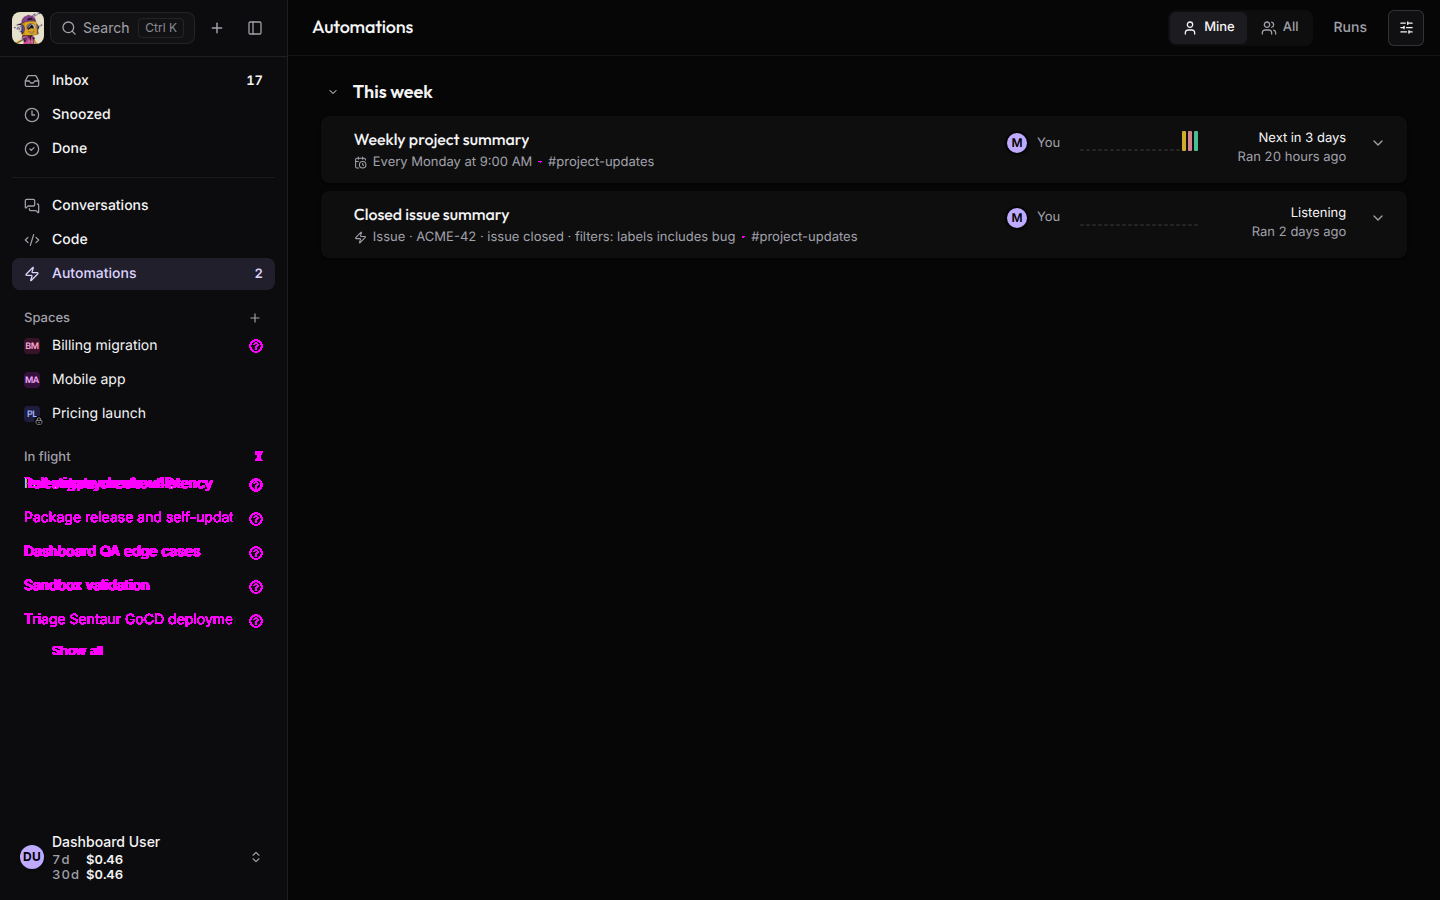 Search Ctrl K
Inbox 17
Snoozed
Done
Conversations
Code
Automations 2
Spaces
BM Billing migration
MA Mobile app
PL Pricing launch
In flight
Package release and self-updat
Dashboard QA edge cases
Sandbox validation
Triage Sentaur GoCD deployme
Show all
DU Dashboard User
7d $0.46
30d $0.46
Automations
Mine All Runs
This week
Weekly project summary
Every Monday at 9:00 AM - #project-updates
M You
Next in 3 days
Ran 20 hours ago
Closed issue summary
Issue · ACME-42 · issue closed · filters: labels includes bug - #project-updates
M You
Listening
Ran 2 days ago